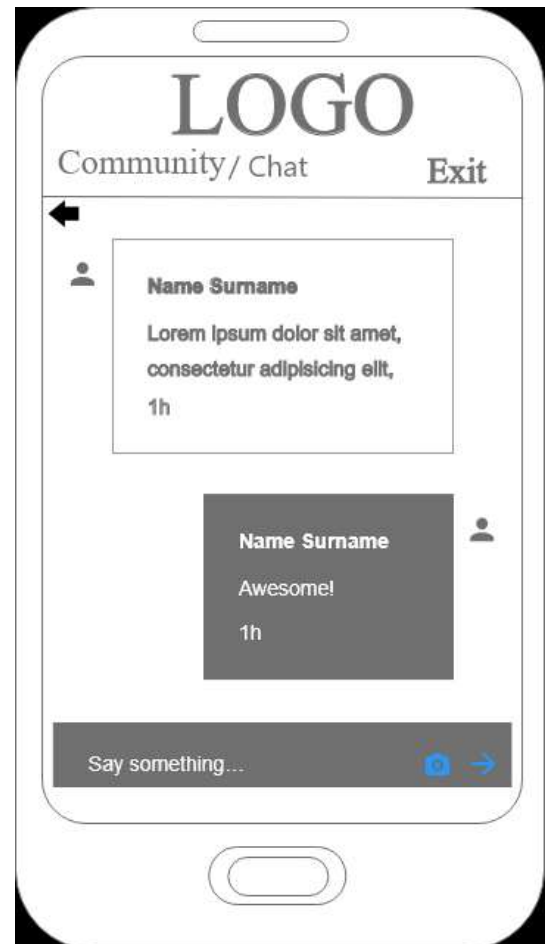 LOGO
Community / Chat
Exit
Name Surname
Lorem ipsum dolor sit amet,
consectetur adipisicing elit,
1h
Name Surname
Awesome!
1h
Say something...